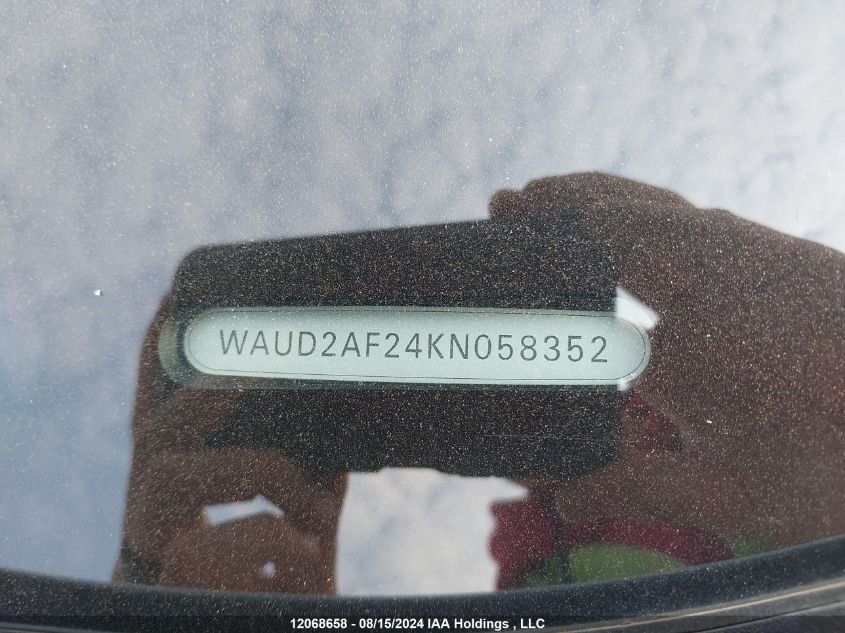 WAUD2AF24KN058352
12068658 - 08/15/2024 IAA Holdings , LLC